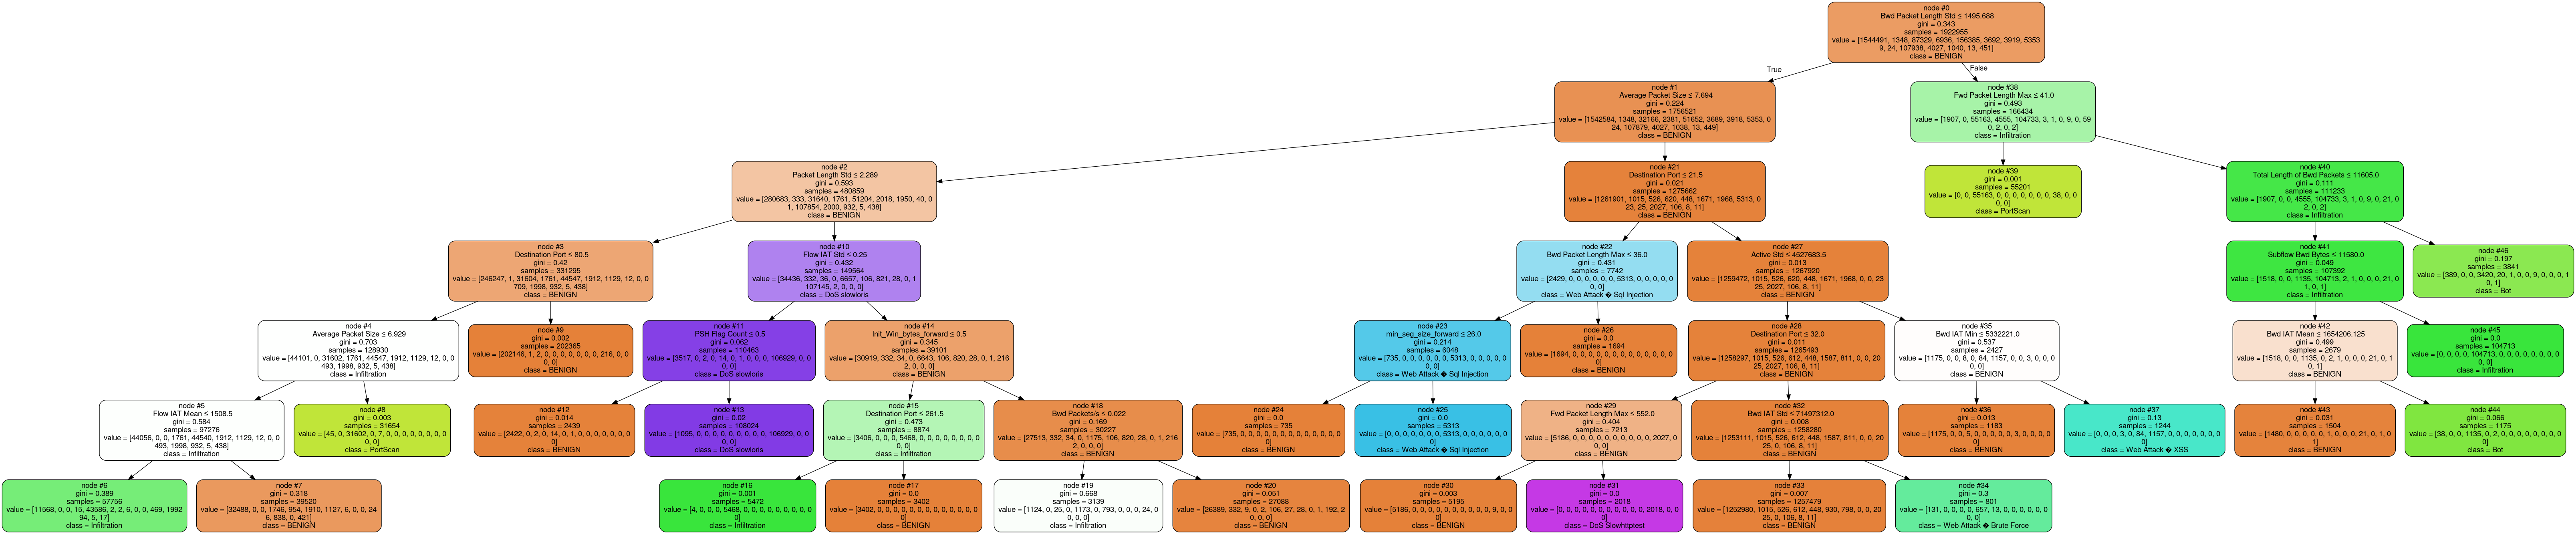 node #0
Bwd Packet Length Std ≤ 1495.688
gini = 0.343
samples = 1922955
value = [1544491, 1348, 87329, 6936, 156385, 3692, 3919, 5353
9, 24, 107938, 4027, 1040, 13, 451]
class = BENIGN
True
False
node #1
Average Packet Size ≤ 7.694
gini = 0.224
samples = 1756521
value = [1542584, 1348, 32166, 2381, 51652, 3689, 3918, 5353, 0
24, 107879, 4027, 1038, 13, 449]
class = BENIGN
node #38
Fwd Packet Length Max ≤ 41.0
gini = 0.493
samples = 166434
value = [1907, 0, 55163, 4555, 104733, 3, 1, 0, 9, 0, 59
0, 2, 0, 2]
class = Infiltration
node #2
Packet Length Std ≤ 2.289
gini = 0.593
samples = 480859
value = [280683, 333, 31640, 1761, 51204, 2018, 1950, 40, 0
1, 107854, 2000, 932, 5, 438]
class = BENIGN
node #21
Destination Port ≤ 21.5
gini = 0.021
samples = 1275662
value = [1261901, 1015, 526, 620, 448, 1671, 1968, 5313, 0
23, 25, 2027, 106, 8, 11]
class = BENIGN
node #39
gini = 0.001
samples = 55201
value = [0, 0, 55163, 0, 0, 0, 0, 0, 0, 0, 38, 0, 0
0, 0]
class = PortScan
node #40
Total Length of Bwd Packets ≤ 11605.0
gini = 0.111
samples = 111233
value = [1907, 0, 0, 4555, 104733, 3, 1, 0, 9, 0, 21, 0
2, 0, 2]
class = Infiltration
node #3
Destination Port ≤ 80.5
gini = 0.42
samples = 331295
value = [246247, 1, 31604, 1761, 44547, 1912, 1129, 12, 0, 0
709, 1998, 932, 5, 438]
class = BENIGN
node #10
Flow IAT Std ≤ 0.25
gini = 0.432
samples = 149564
value = [34436, 332, 36, 0, 6657, 106, 821, 28, 0, 1
107145, 2, 0, 0, 0]
class = DoS slowloris
node #22
Bwd Packet Length Max ≤ 36.0
gini = 0.431
samples = 7742
value = [2429, 0, 0, 0, 0, 0, 0, 5313, 0, 0, 0, 0, 0
0, 0]
class = Web Attack � Sql Injection
node #27
Active Std ≤ 4527683.5
gini = 0.013
samples = 1267920
value = [1259472, 1015, 526, 620, 448, 1671, 1968, 0, 0, 23
25, 2027, 106, 8, 11]
class = BENIGN
node #41
Subflow Bwd Bytes ≤ 11580.0
gini = 0.049
samples = 107392
value = [1518, 0, 0, 1135, 104713, 2, 1, 0, 0, 0, 21, 0
1, 0, 1]
class = Infiltration
node #46
gini = 0.197
samples = 3841
value = [389, 0, 0, 3420, 20, 1, 0, 0, 9, 0, 0, 0, 1
0, 1]
class = Bot
node #4
Average Packet Size ≤ 6.929
gini = 0.703
samples = 128930
value = [44101, 0, 31602, 1761, 44547, 1912, 1129, 12, 0, 0
493, 1998, 932, 5, 438]
class = Infiltration
node #9
gini = 0.002
samples = 202365
value = [202146, 1, 2, 0, 0, 0, 0, 0, 0, 0, 216, 0, 0
0, 0]
class = BENIGN
node #11
PSH Flag Count ≤ 0.5
gini = 0.062
samples = 110463
value = [3517, 0, 2, 0, 14, 0, 1, 0, 0, 0, 106929, 0, 0
0, 0]
class = DoS slowloris
node #14
Init_Win_bytes_forward ≤ 0.5
gini = 0.345
samples = 39101
value = [30919, 332, 34, 0, 6643, 106, 820, 28, 0, 1, 216
2, 0, 0, 0]
class = BENIGN
node #23
min_seg_size_forward ≤ 26.0
gini = 0.214
samples = 6048
value = [735, 0, 0, 0, 0, 0, 0, 5313, 0, 0, 0, 0, 0
0, 0]
class = Web Attack � Sql Injection
node #26
gini = 0.0
samples = 1694
value = [1694, 0, 0, 0, 0, 0, 0, 0, 0, 0, 0, 0, 0, 0
0]
class = BENIGN
node #28
Destination Port ≤ 32.0
gini = 0.011
samples = 1265493
value = [1258297, 1015, 526, 612, 448, 1587, 811, 0, 0, 20
25, 2027, 106, 8, 11]
class = BENIGN
node #35
Bwd IAT Min ≤ 5332221.0
gini = 0.537
samples = 2427
value = [1175, 0, 0, 8, 0, 84, 1157, 0, 0, 3, 0, 0, 0
0, 0]
class = BENIGN
node #42
Bwd IAT Mean ≤ 1654206.125
gini = 0.499
samples = 2679
value = [1518, 0, 0, 1135, 0, 2, 1, 0, 0, 0, 21, 0, 1
0, 1]
class = BENIGN
node #45
gini = 0.0
samples = 104713
value = [0, 0, 0, 0, 104713, 0, 0, 0, 0, 0, 0, 0, 0
0, 0]
class = Infiltration
node #5
Flow IAT Mean ≤ 1508.5
gini = 0.584
samples = 97276
value = [44056, 0, 0, 1761, 44540, 1912, 1129, 12, 0, 0
493, 1998, 932, 5, 438]
class = Infiltration
node #8
gini = 0.003
samples = 31654
value = [45, 0, 31602, 0, 7, 0, 0, 0, 0, 0, 0, 0, 0
0, 0]
class = PortScan
node #12
gini = 0.014
samples = 2439
value = [2422, 0, 2, 0, 14, 0, 1, 0, 0, 0, 0, 0, 0, 0
0]
class = BENIGN
node #13
gini = 0.02
samples = 108024
value = [1095, 0, 0, 0, 0, 0, 0, 0, 0, 0, 106929, 0, 0
0, 0]
class = DoS slowloris
node #15
Destination Port ≤ 261.5
gini = 0.473
samples = 8874
value = [3406, 0, 0, 0, 5468, 0, 0, 0, 0, 0, 0, 0, 0
0, 0]
class = Infiltration
node #18
Bwd Packets/s ≤ 0.022
gini = 0.169
samples = 30227
value = [27513, 332, 34, 0, 1175, 106, 820, 28, 0, 1, 216
2, 0, 0, 0]
class = BENIGN
node #24
gini = 0.0
samples = 735
value = [735, 0, 0, 0, 0, 0, 0, 0, 0, 0, 0, 0, 0, 0
0]
class = BENIGN
node #25
gini = 0.0
samples = 5313
value = [0, 0, 0, 0, 0, 0, 0, 5313, 0, 0, 0, 0, 0, 0
0]
class = Web Attack � Sql Injection
node #29
Fwd Packet Length Max ≤ 552.0
gini = 0.404
samples = 7213
value = [5186, 0, 0, 0, 0, 0, 0, 0, 0, 0, 0, 2027, 0
0, 0]
class = BENIGN
node #32
Bwd IAT Std ≤ 71497312.0
gini = 0.008
samples = 1258280
value = [1253111, 1015, 526, 612, 448, 1587, 811, 0, 0, 20
25, 0, 106, 8, 11]
class = BENIGN
node #36
gini = 0.013
samples = 1183
value = [1175, 0, 0, 5, 0, 0, 0, 0, 0, 3, 0, 0, 0, 0
0]
class = BENIGN
node #37
gini = 0.13
samples = 1244
value = [0, 0, 0, 3, 0, 84, 1157, 0, 0, 0, 0, 0, 0, 0
0]
class = Web Attack � XSS
node #43
gini = 0.031
samples = 1504
value = [1480, 0, 0, 0, 0, 0, 1, 0, 0, 0, 21, 0, 1, 0
1]
class = BENIGN
node #44
gini = 0.066
samples = 1175
value = [38, 0, 0, 1135, 0, 2, 0, 0, 0, 0, 0, 0, 0, 0
0]
class = Bot
node #6
gini = 0.389
samples = 57756
value = [11568, 0, 0, 15, 43586, 2, 2, 6, 0, 0, 469, 1992
94, 5, 17]
class = Infiltration
node #7
gini = 0.318
samples = 39520
value = [32488, 0, 0, 1746, 954, 1910, 1127, 6, 0, 0, 24
6, 838, 0, 421]
class = BENIGN
node #16
gini = 0.001
samples = 5472
value = [4, 0, 0, 0, 5468, 0, 0, 0, 0, 0, 0, 0, 0, 0
0]
class = Infiltration
node #17
gini = 0.0
samples = 3402
value = [3402, 0, 0, 0, 0, 0, 0, 0, 0, 0, 0, 0, 0, 0
0]
class = BENIGN
node #19
gini = 0.668
samples = 3139
value = [1124, 0, 25, 0, 1173, 0, 793, 0, 0, 0, 24, 0
0, 0, 0]
class = Infiltration
node #20
gini = 0.051
samples = 27088
value = [26389, 332, 9, 0, 2, 106, 27, 28, 0, 1, 192, 2
0, 0, 0]
class = BENIGN
node #30
gini = 0.003
samples = 5195
value = [5186, 0, 0, 0, 0, 0, 0, 0, 0, 0, 0, 9, 0, 0
0]
class = BENIGN
node #31
gini = 0.0
samples = 2018
value = [0, 0, 0, 0, 0, 0, 0, 0, 0, 0, 0, 2018, 0, 0
0]
class = DoS Slowhttptest
node #33
gini = 0.007
samples = 1257479
value = [1252980, 1015, 526, 612, 448, 930, 798, 0, 0, 20
25, 0, 106, 8, 11]
class = BENIGN
node #34
gini = 0.3
samples = 801
value = [131, 0, 0, 0, 0, 657, 13, 0, 0, 0, 0, 0, 0
0, 0]
class = Web Attack � Brute Force